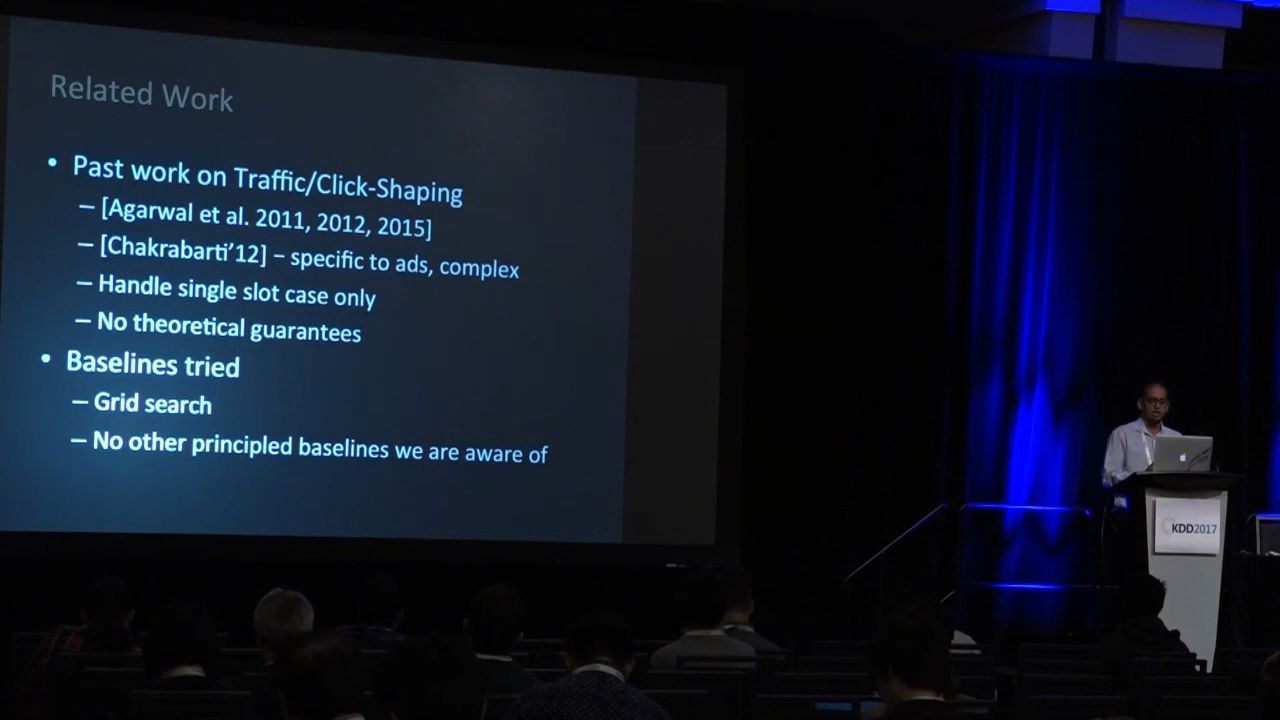 Related Work
• Past work on Traffic/Click-Shaping
– [Agarwal et al. 2011, 2012, 2015]
– [Chakrabarti'12] – specific to ads, complex
– Handle single slot case only
– No theoretical guarantees
• Baselines tried
– Grid search
– No other principled baselines we are aware of
KDD2017